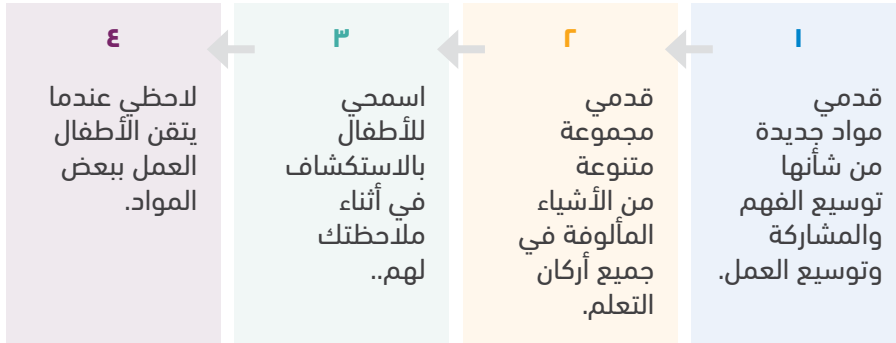 ١
قدمي
مواد جديدة
من شأنها
توسيع الفهم
والمشاركة
وتوسيع العمل.
٢
قدمي
مجموعة
متنوعة
من الأشياء
المألوفة في
جميع أركان
التعلم.
٣
اسمحي
للأطفال
بالاستكشاف
في أثناء
ملاحظتك
لهم..
٤
لاحظي عندما
يتقن الأطفال
العمل ببعض
المواد.